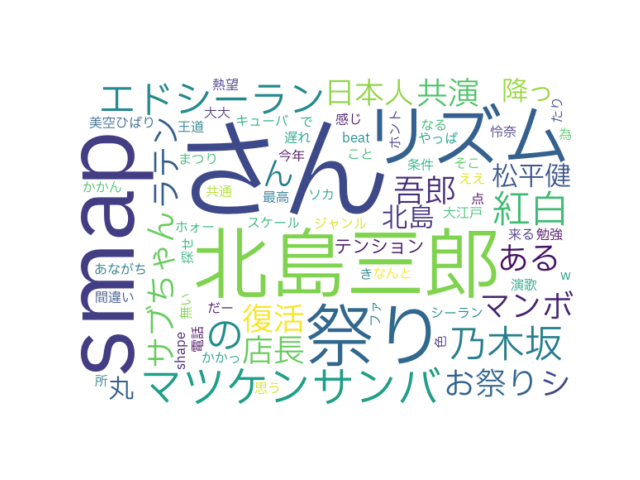 熱望
エドシーラン
日本人
共演
降っ
だり
美空ひばり
王道
大大
キューバ
で
感じ
ホント
なる
やっぱ
怜奈
為
smap
ラテン
さん
リズム
遅れ
beat
まつり
今年
こと
条件
そこ
かかん
共通
ん
最高
ソカ
吾郎
ええ
松平健
点
サブちゃん
ホォー
スケール
ジャンル
北島
大江戸
紅白
来る
勉強
探せ
北島三郎
テンション
ある
あながち
き
なんと
w
間違い
無い
だー
復活
祭り
ファ
シーラン
演歌
マンボ
shape
電話
の
かかっ
店長
色
乃木坂
所
丸
マツケンサンバ
思う
お祭り
シ